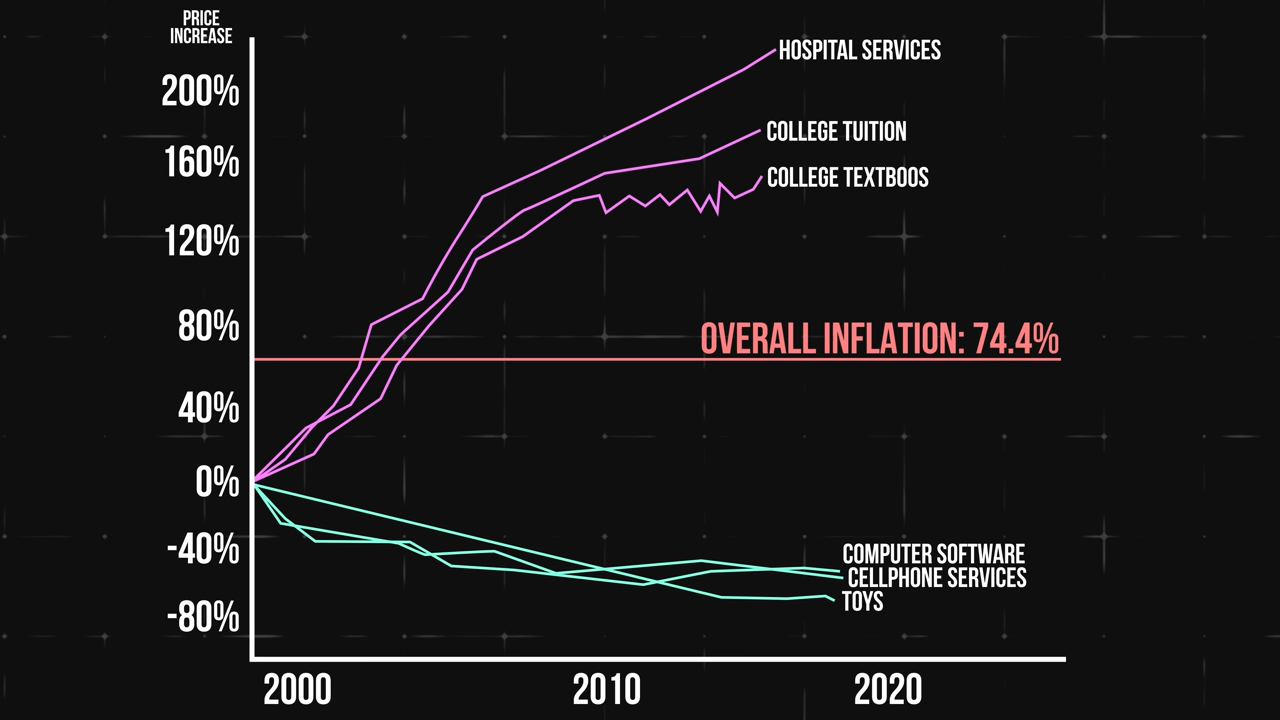 PRICE
INCREASE
200%
160%
120%
80%
40%
0%
-40%
-80%
HOSPITAL SERVICES
COLLEGE TUITION
COLLEGE TEXTBOOS
OVERALL INFLATION: 74.4%
COMPUTER SOFTWARE
CELLPHONE SERVICES
TOYS
2000
2010
2020